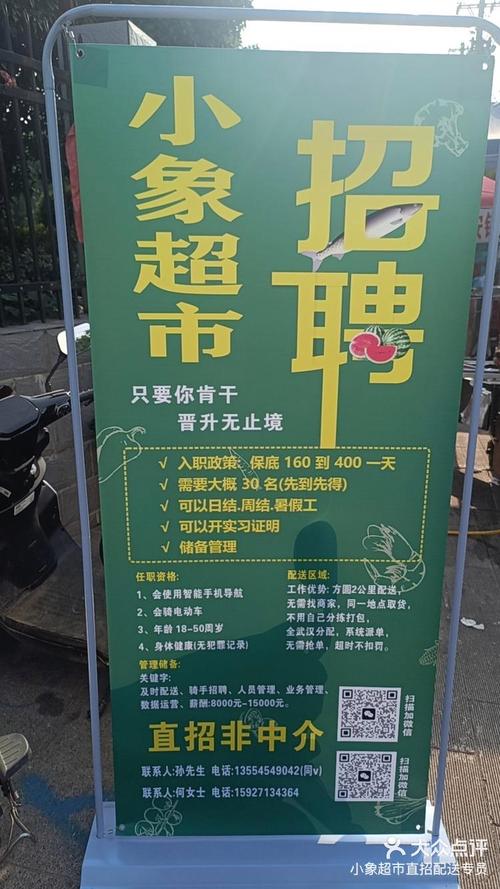 小象超市
招聘
只要你肯干
晋升无止境
√ 入职政策：保底 160 到 400 一天
√ 需要大概 30 名(先到先得)
√ 可以日结.周结.暑假工
√ 可以开实习证明
√ 储备管理
任职资格:
1、会使用智能手机导航
2、会骑电动车
3、年龄 18-50周岁
4、身体健康(无犯罪记录)
管理储备:
关键字:
及时配送、骑手招聘、人员管理、业务管理、
数据运营、薪酬:8000元-15000元。
配送区域:
工作优势: 方圆2公里配送,
无需找商家，同一地点取货,
不用自己分拣打包,
全武汉分配，系统派单,
无需抢单，超时不扣罚。
直招非中介
联系人:孙先生 电话:13554549042(同v)
联系人:何女士 电话:15927134364
扫描加微信
扫描加微信
大众点评
小象超市直招配送专员